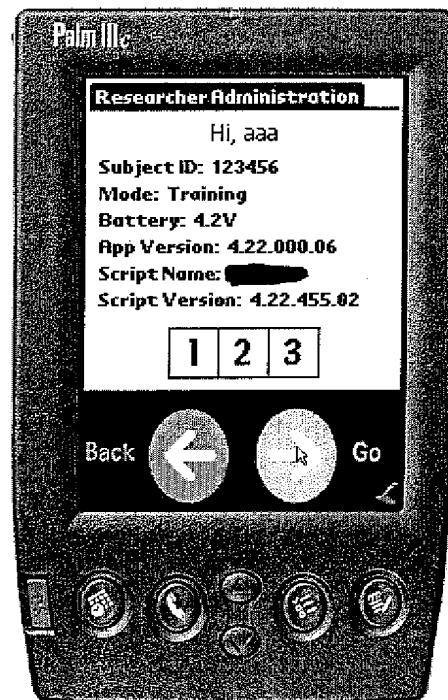 Palm IIIc
Researcher Administration
Hi, aaa
Subject ID: 123456
Mode: Training
Battery: 4.2V
App Version: 4.22.000.06
Script Name:
Script Version: 4.22.455.02
1 2 3
Back Go